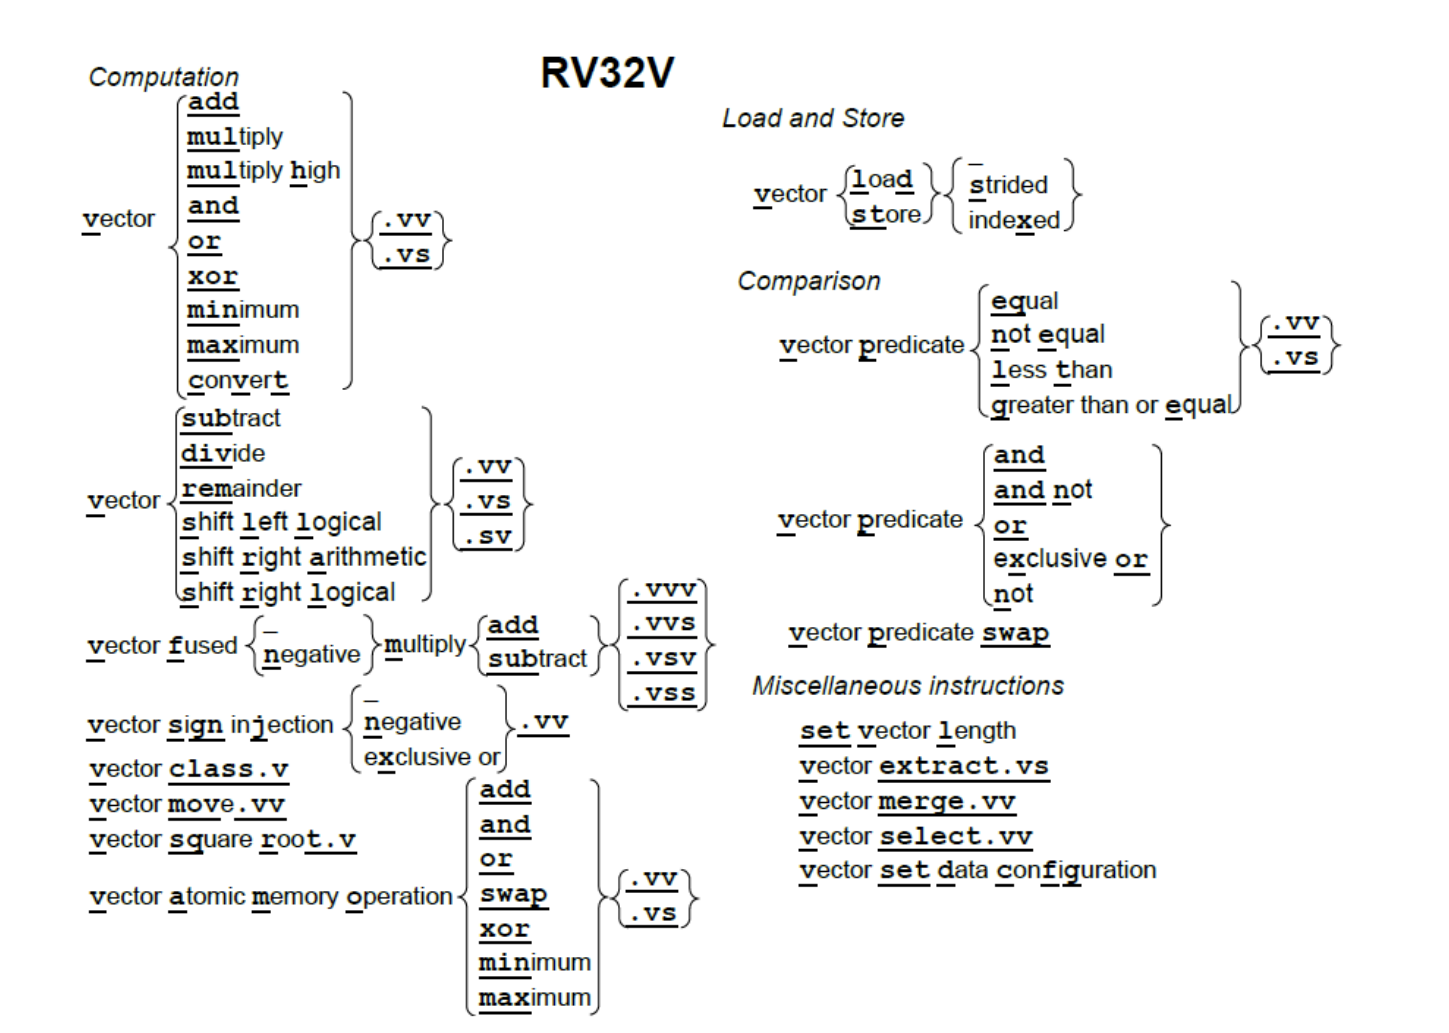 RV32V
Computation
vector
add
multiply
multiply high
and
or
xor
minimum
maximum
convert
.vv
.vs
vector
subtract
divide
remainder
shift left logical
shift right arithmetic
shift right logical
.vv
.vs
.sv
vector fused
–
negative
multiply
add
subtract
.vvv
.vvs
.vsv
.vss
vector sign injection
–
negative
exclusive or
.vv
vector class.v
vector move.vv
vector square root.v
vector atomic memory operation
add
and
or
swap
xor
minimum
maximum
.vv
.vs
Load and Store
vector
load
store
–
strided
indexed
Comparison
vector predicate
equal
not equal
less than
greater than or equal
.vv
.vs
vector predicate
and
and not
or
exclusive or
not
vector predicate swap
Miscellaneous instructions
set vector length
vector extract.vs
vector merge.vv
vector select.vv
vector set data configuration